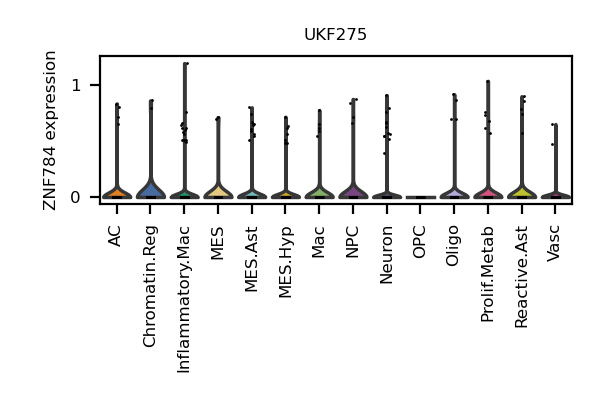 UKF275
ZNF784 expression
1
0
AC
Chromatin.Reg
Inflammatory.Mac
MES
MES.Ast
MES.Hyp
Mac
NPC
Neuron
OPC
Oligo
Prolif.Metab
Reactive.Ast
Vasc